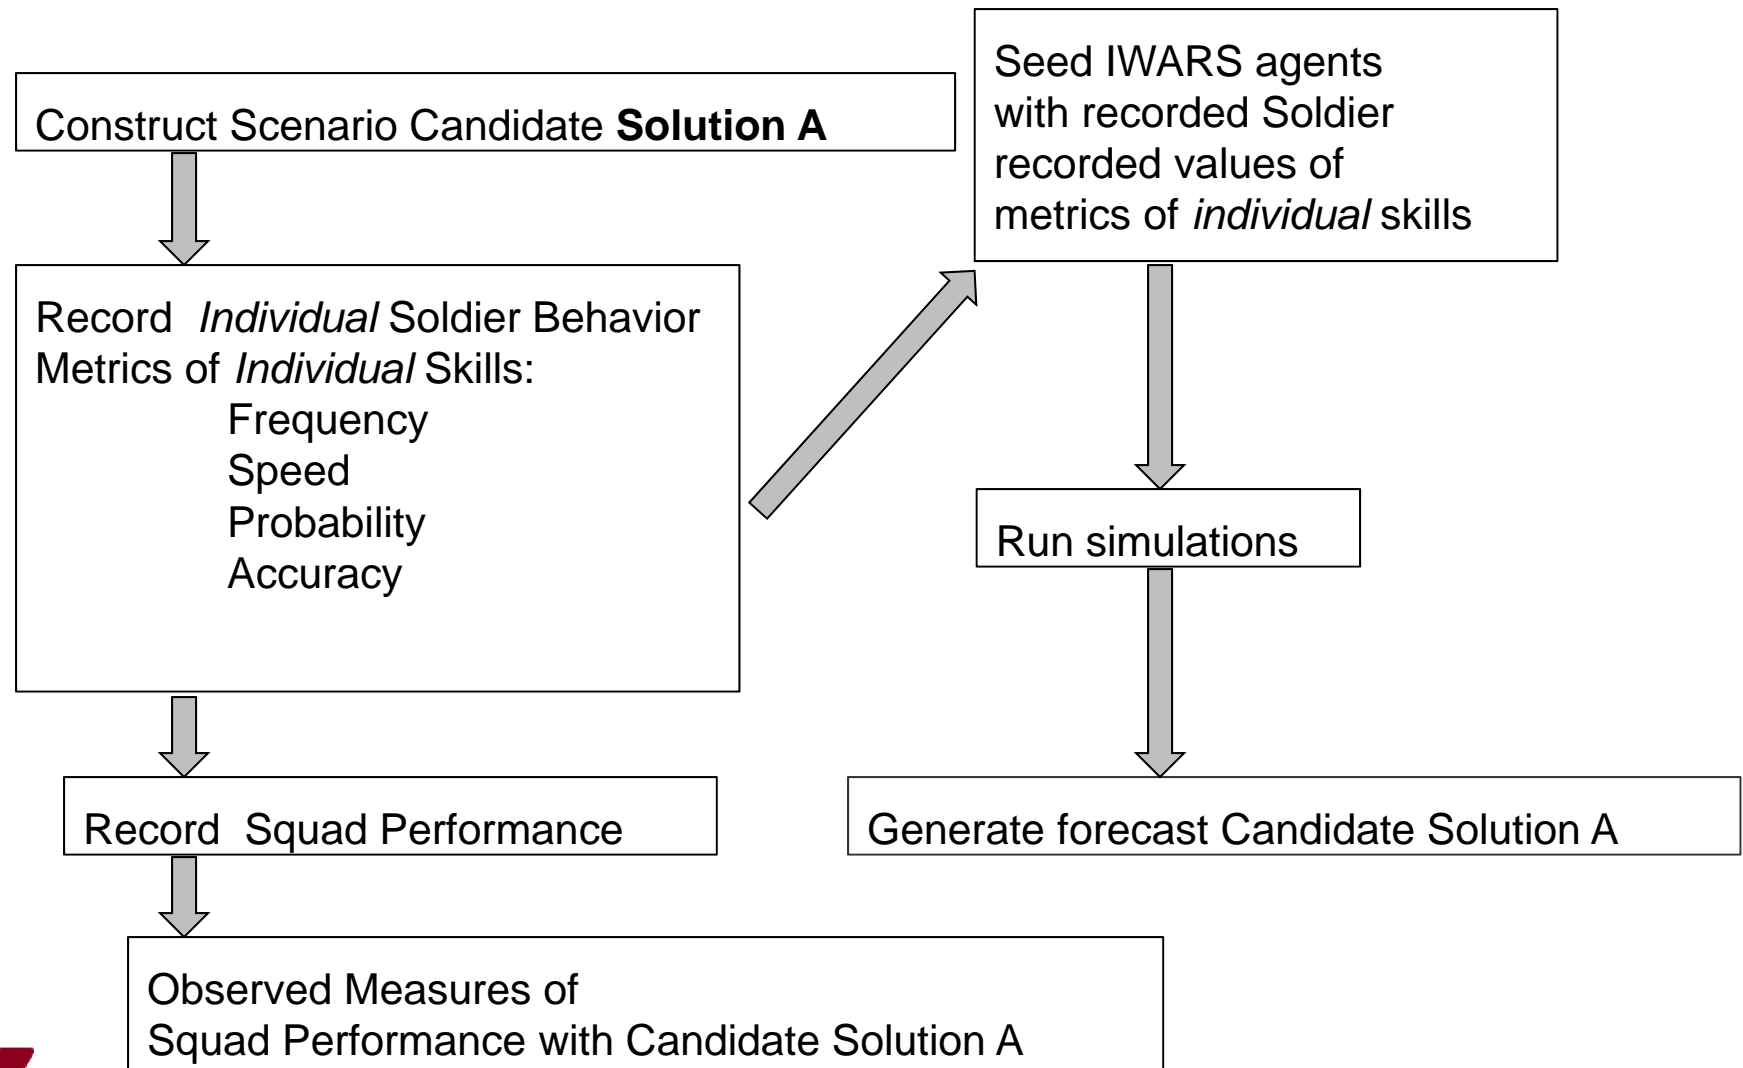 Construct Scenario Candidate Solution A
Record Individual Soldier Behavior
Metrics of Individual Skills:
Frequency
Speed
Probability
Accuracy
Record Squad Performance
Observed Measures of
Squad Performance with Candidate Solution A
Seed IWARS agents
with recorded Soldier
recorded values of
metrics of individual skills
Run simulations
Generate forecast Candidate Solution A